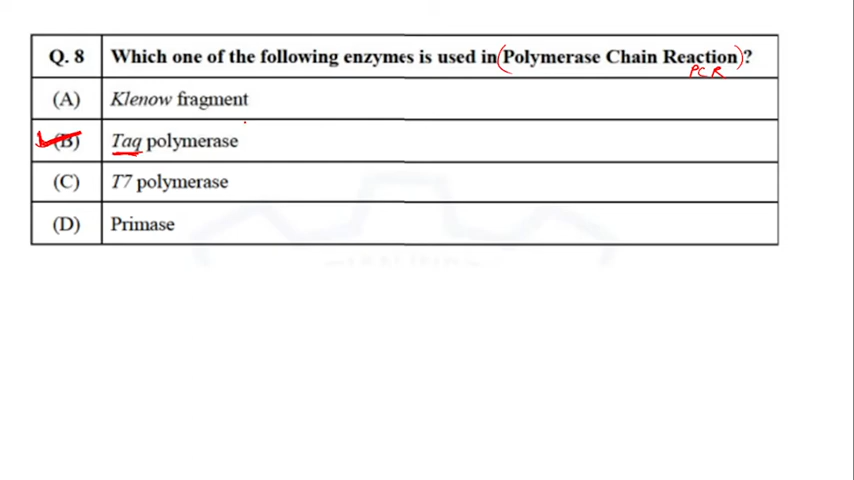 Q. 8 Which one of the following enzymes is used in (Polymerase Chain Reaction)?
PCR
(A) Klenow fragment
(B) Taq polymerase
(C) T7 polymerase
(D) Primase